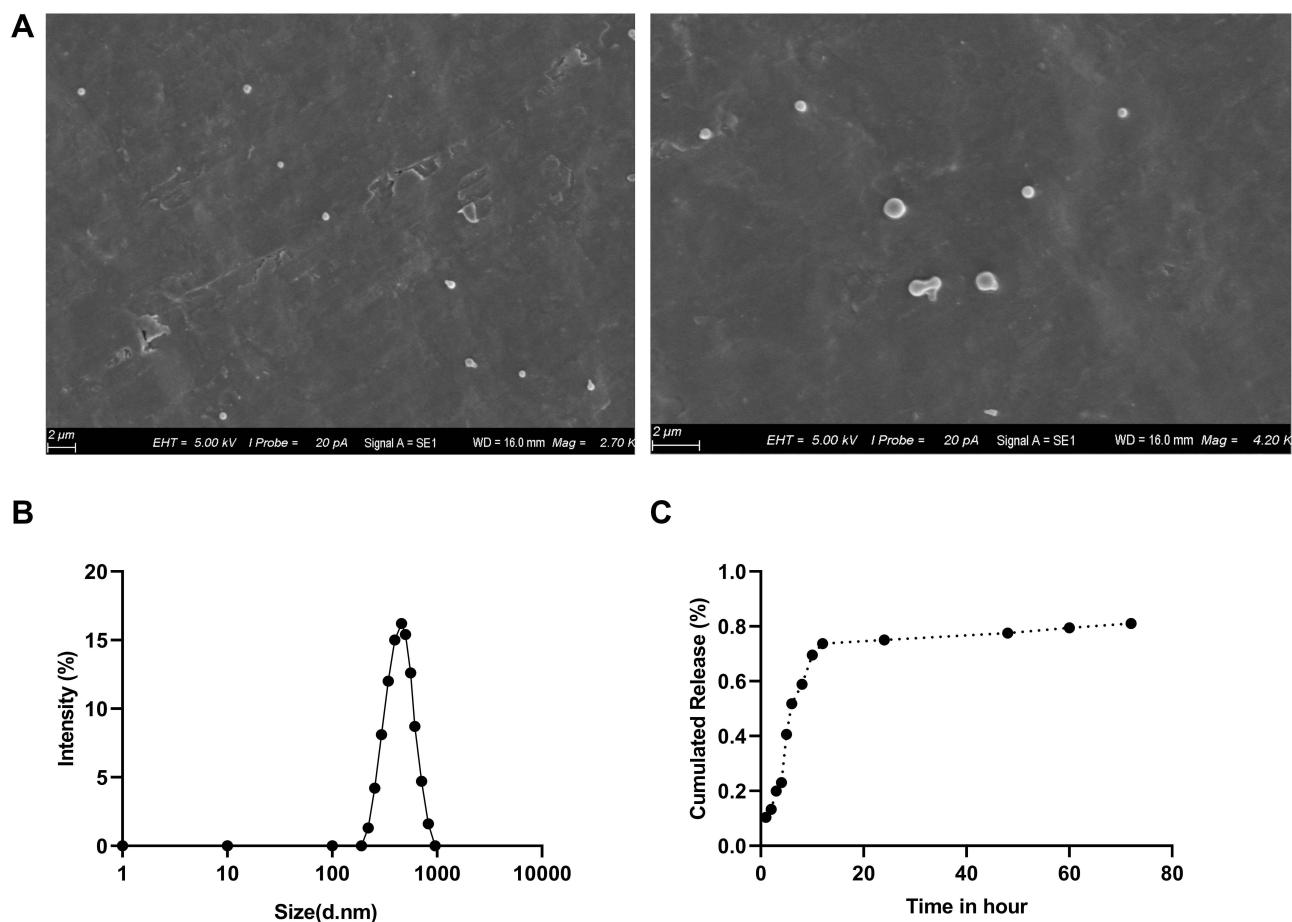 A
2 µm EHT = 5.00 kV I Probe = 20 pA Signal A = SE1 WD = 16.0 mm Mag = 2.70 K
2 µm EHT = 5.00 kV I Probe = 20 pA Signal A = SE1 WD = 16.0 mm Mag = 4.20 K
B
Intensity (%)
20
15
10
5
0
1 10 100 1000 10000
Size(d.nm)
C
Cumulated Release (%)
1.0
0.8
0.6
0.4
0.2
0.0
0 20 40 60 80
Time in hour